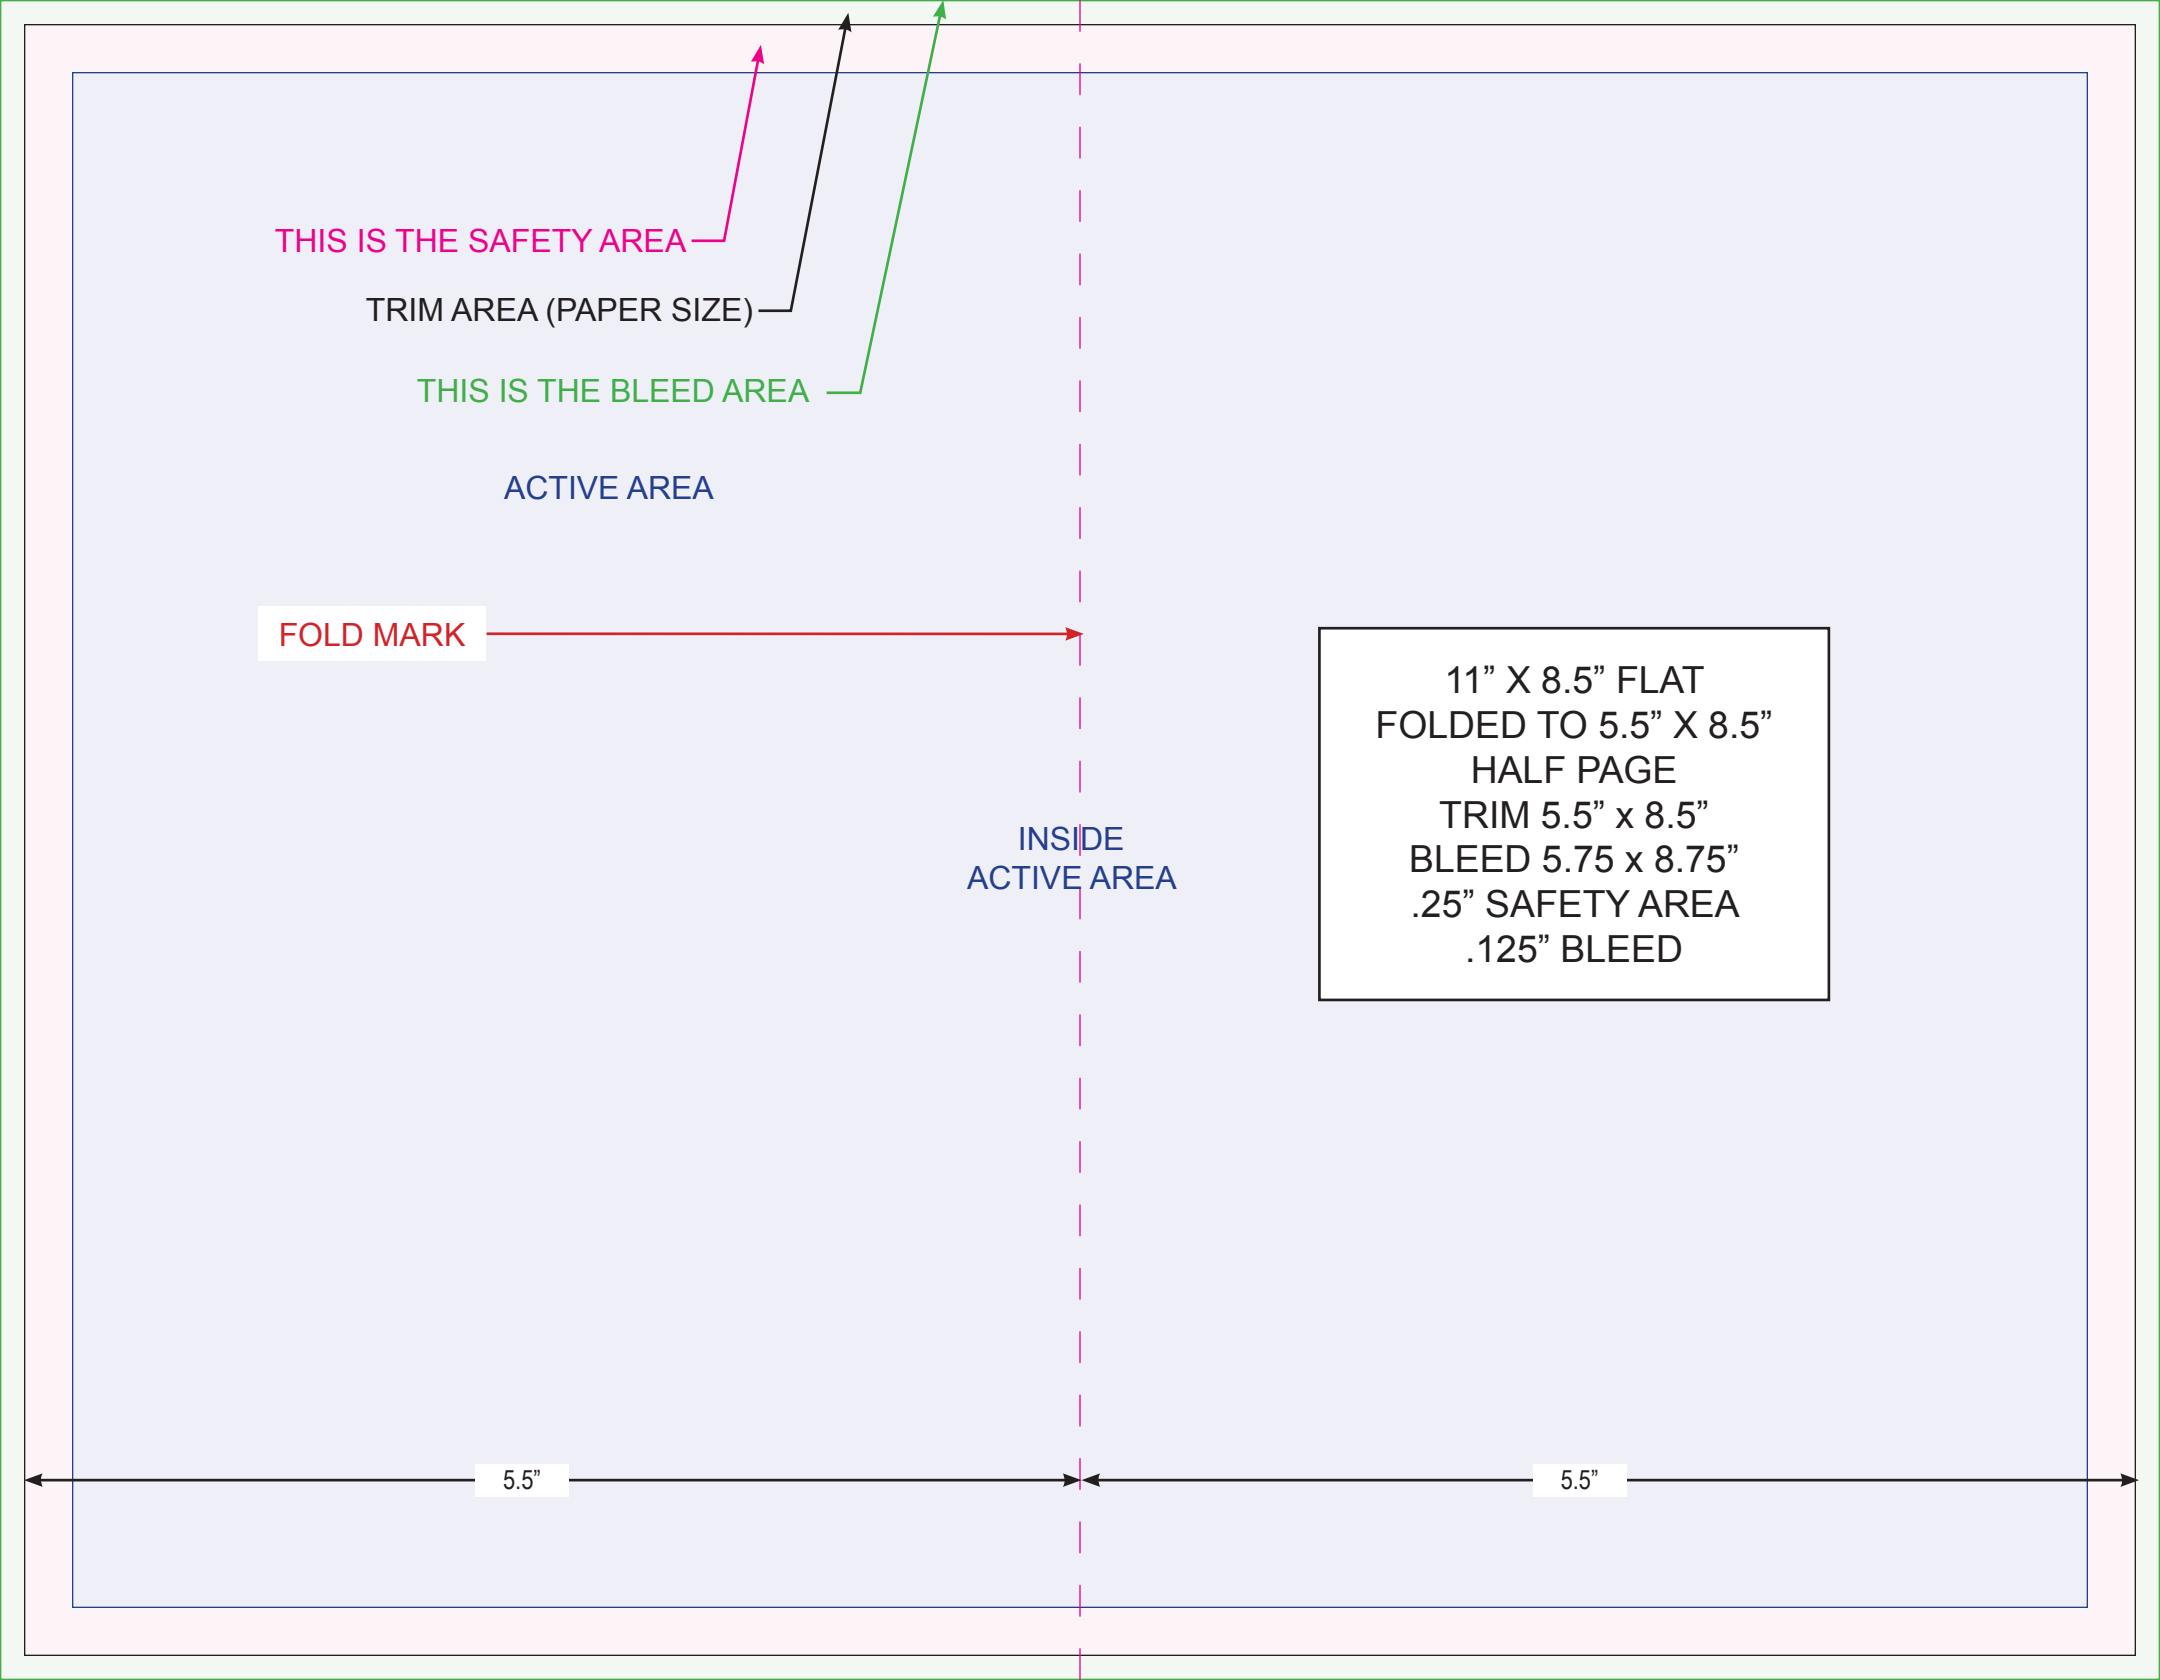 THIS IS THE SAFETY AREA
TRIM AREA (PAPER SIZE)
THIS IS THE BLEED AREA
ACTIVE AREA
FOLD MARK
11” X 8.5” FLAT
FOLDED TO 5.5” X 8.5”
HALF PAGE
TRIM 5.5” x 8.5”
BLEED 5.75 x 8.75”
.25” SAFETY AREA
.125” BLEED
INSIDE
ACTIVE AREA
5.5”
5.5”